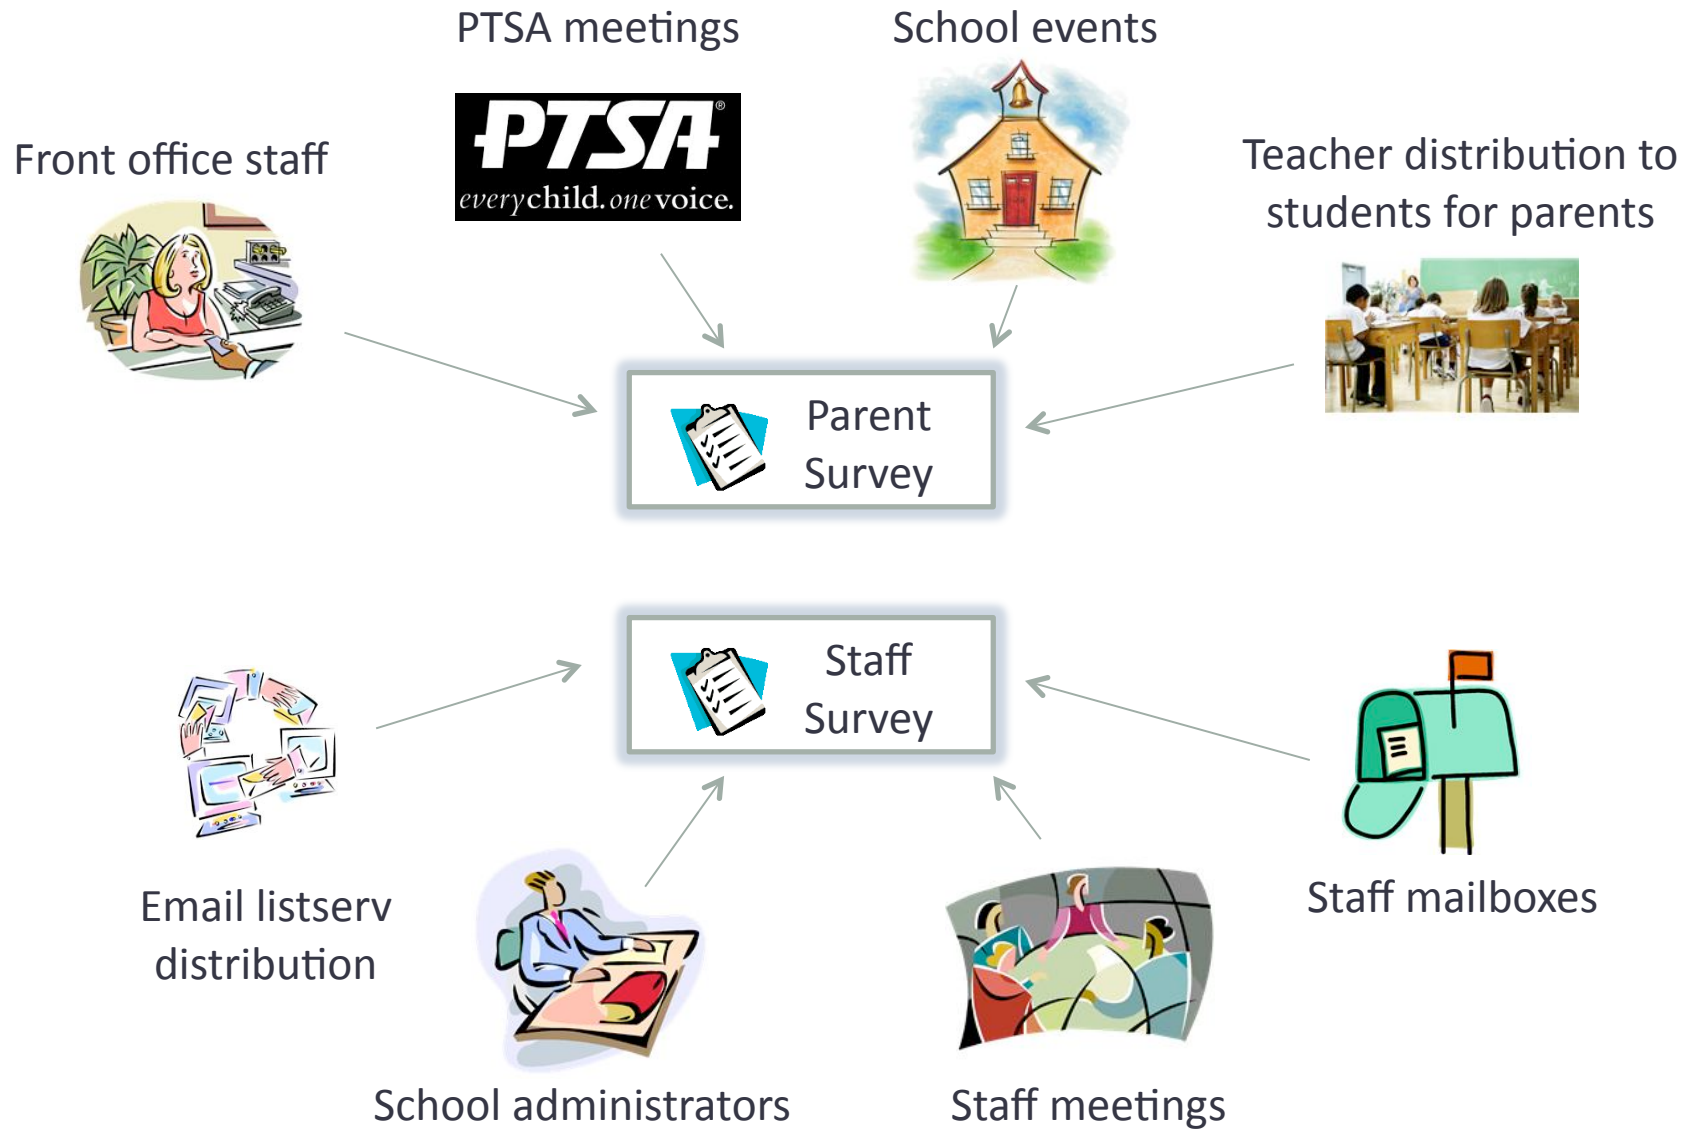 PTSA meetings
School events
PTSA®
everychild.onevoice.
Front office staff
Teacher distribution to
students for parents
Parent
Survey
Staff
Survey
Email listserv
distribution
Staff mailboxes
School administrators
Staff meetings